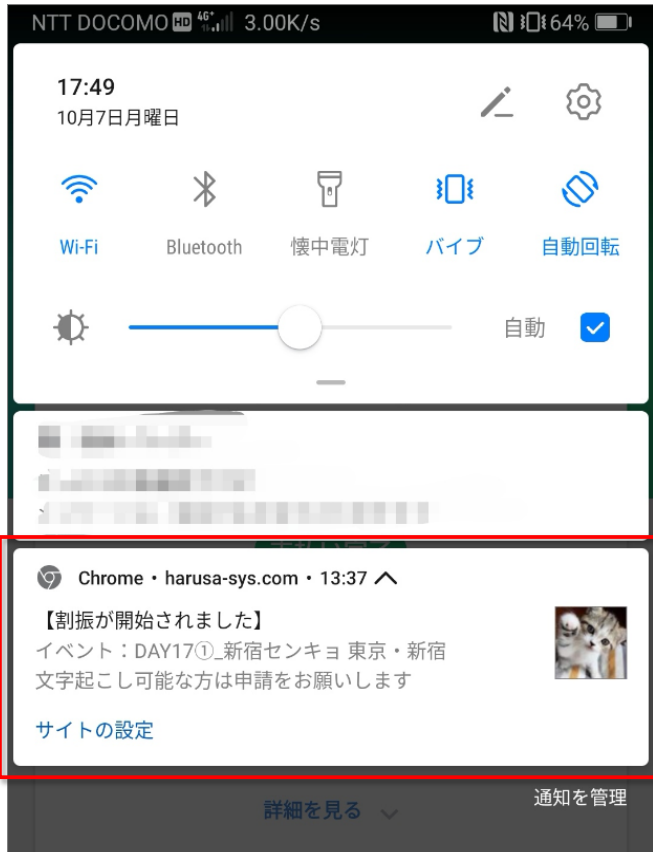 NTT DOCOMO HD 4G+ 3.00K/s 64%
17:49
10月7日月曜日
Wi-Fi Bluetooth 懐中電灯 バイブ 自動回転
自動
Chrome・harusa-sys.com・13:37
【割振が開始されました】
イベント：DAY17①_新宿センキョ 東京・新宿
文字起こし可能な方は申請をお願いします
サイトの設定
通知を管理
詳細を見る